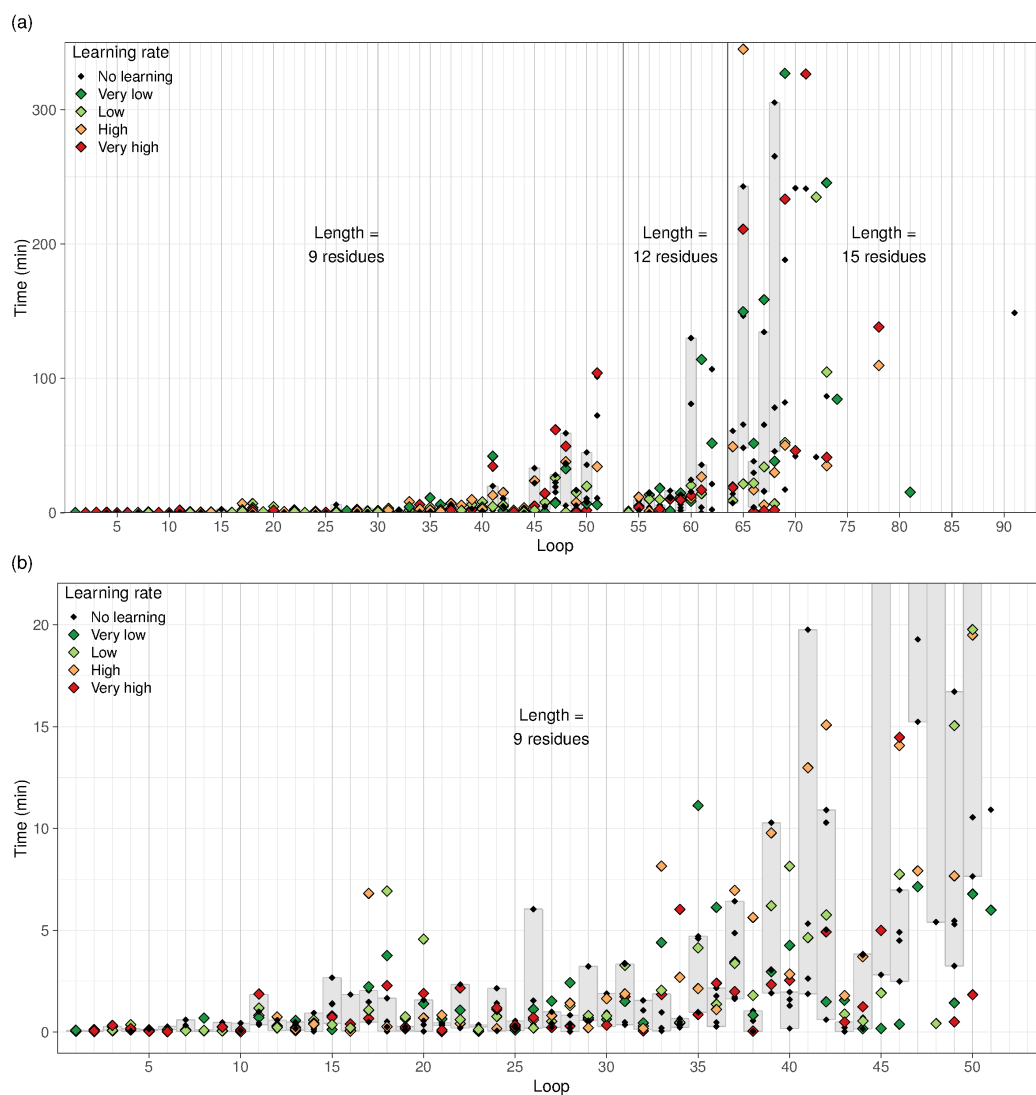 (a)
Learning rate
No learning
Very low
Low
High
Very high
300
200
100
0
Time (min)
Length =
9 residues
Length =
12 residues
Length =
15 residues
5 10 15 20 25 30 35 40 45 50 55 60 65 70 75 80 85 90
Loop
(b)
Learning rate
No learning
Very low
Low
High
Very high
20
15
10
5
0
Time (min)
Length =
9 residues
5 10 15 20 25 30 35 40 45 50
Loop